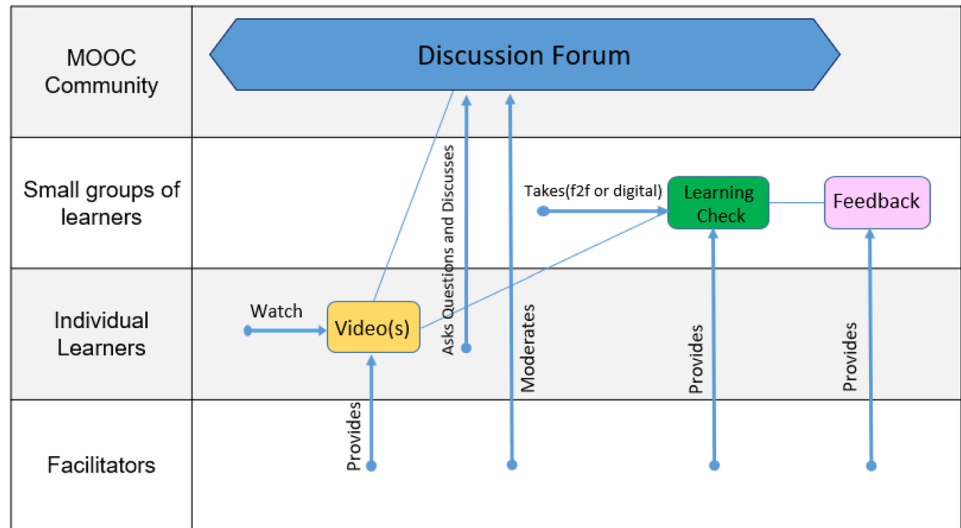 MOOC
Community
Discussion Forum
Small groups of
learners
Asks Questions and Discusses
Takes(f2f or digital)
Learning
Check
Feedback
Individual
Learners
Watch
Video(s)
Moderates
Provides
Provides
Facilitators
Provides